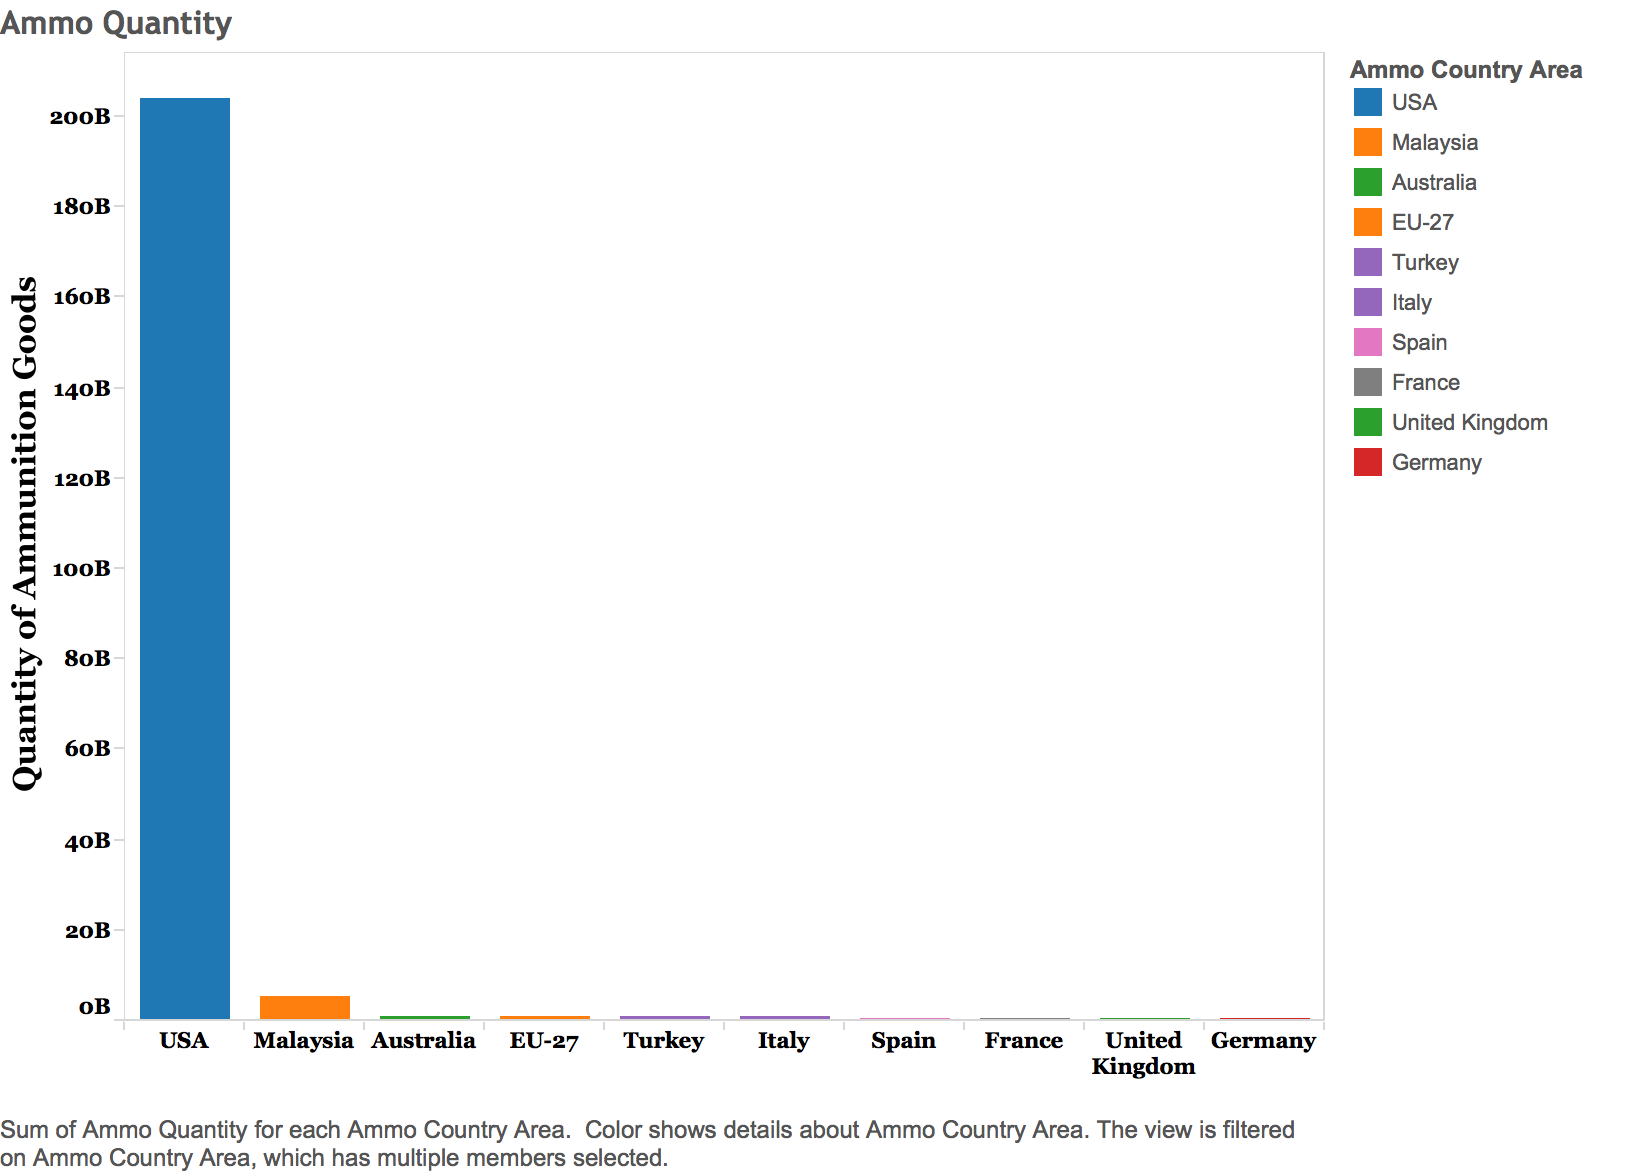 Ammo Quantity
Quantity of Ammunition Goods
200B
180B
160B
140B
120B
100B
80B
60B
40B
20B
0B
USA
Malaysia
Australia
EU-27
Turkey
Italy
Spain
France
United
Kingdom
Germany
Ammo Country Area
USA
Malaysia
Australia
EU-27
Turkey
Italy
Spain
France
United Kingdom
Germany
Sum of Ammo Quantity for each Ammo Country Area.  Color shows details about Ammo Country Area. The view is filtered
on Ammo Country Area, which has multiple members selected.